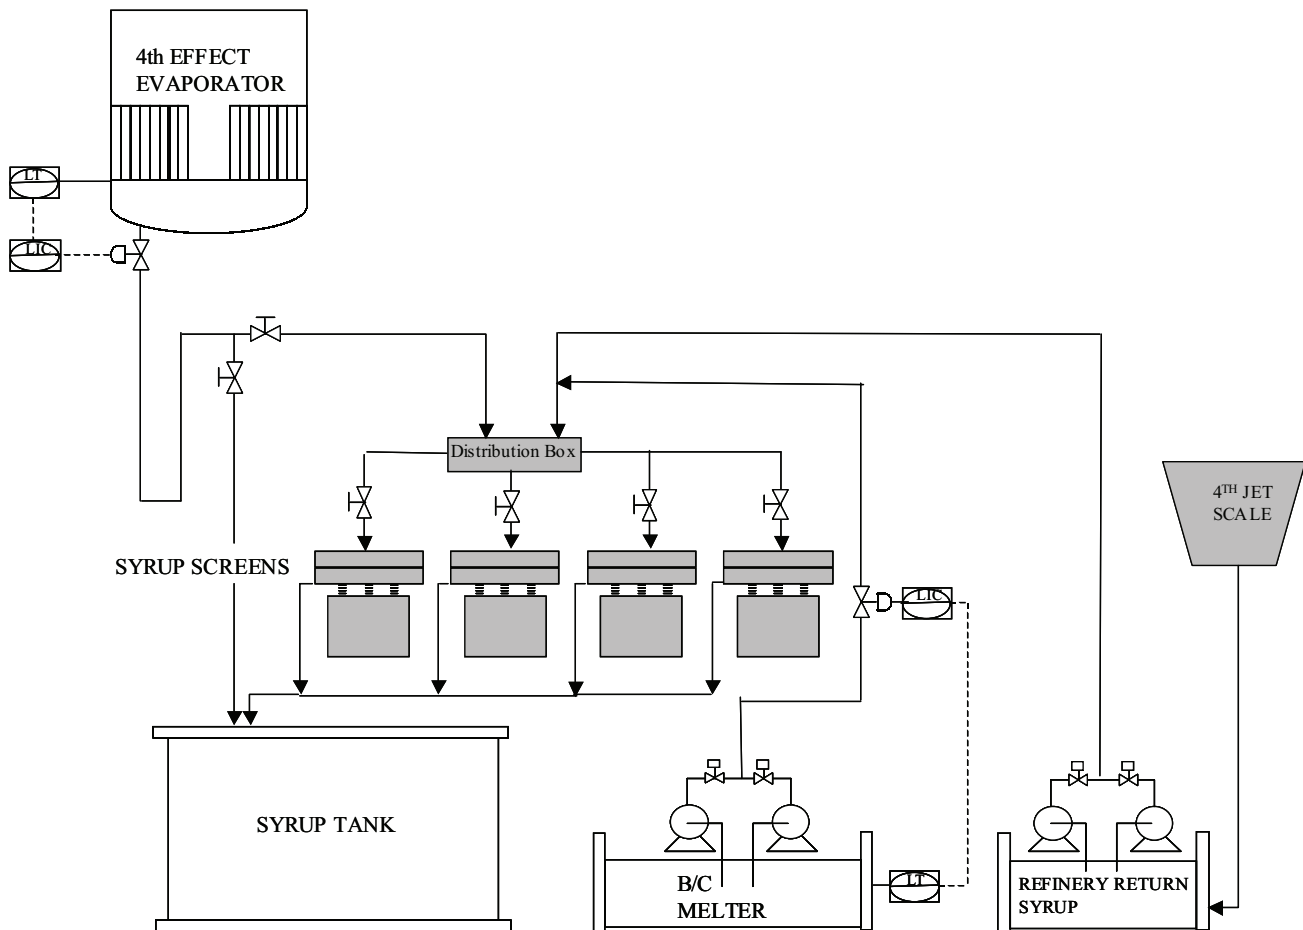 4th EFFECT
EVAPORATOR
LT
LIC
Distribution Box
4TH JET
SCALE
SYRUP SCREENS
LIC
SYRUP TANK
B/C
MELTER
LT
REFINERY RETURN
SYRUP